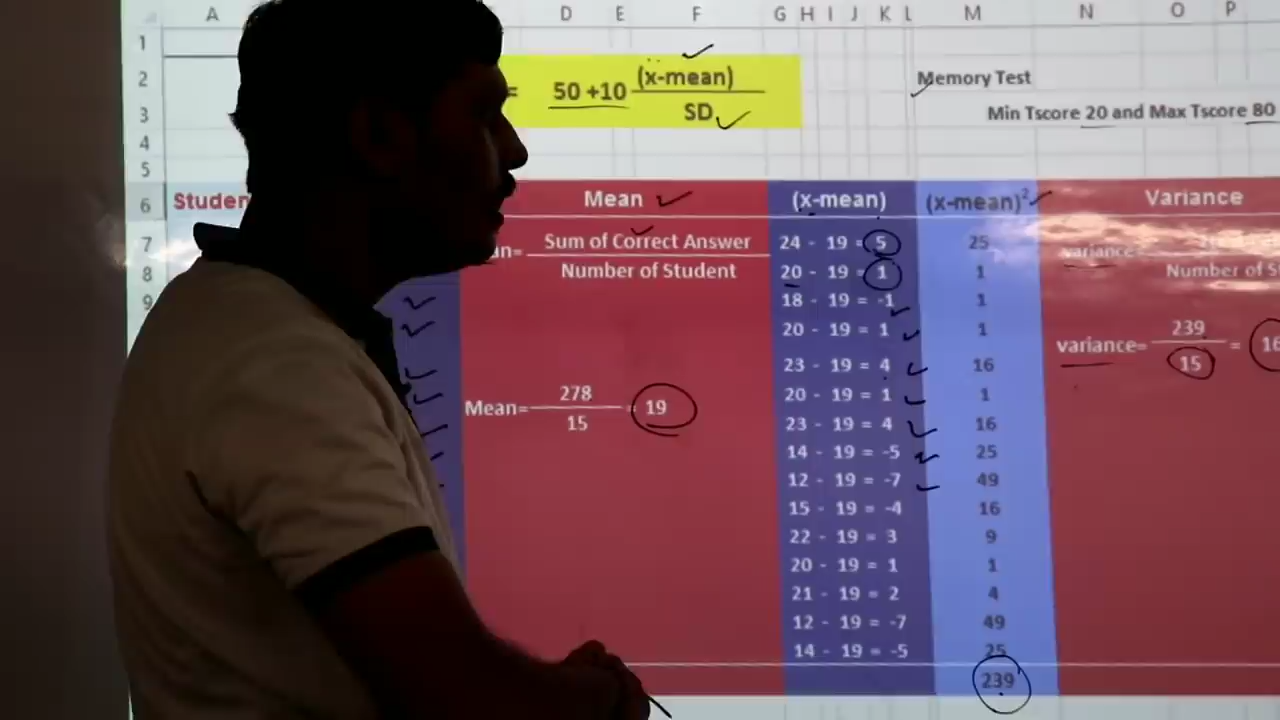 A D E F G H I J K L M N O P
1
2 = 50 +10 (x-mean) Memory Test
3 SD Min Tscore 20 and Max Tscore 80
4
5
6 Mean (x-mean) (x-mean)² Variance
7 Sum of Correct Answer 24 - 19 = 5 25 variance=
8 Number of Student 20 - 19 = 1 1
9 18 - 19 = -1 1
20 - 19 = 1 1
239
variance= = 
15
23 - 19 = 4 16
20 - 19 = 1 1
278
Mean= = 19
15
23 - 19 = 4 16
14 - 19 = -5 25
12 - 19 = -7 49
15 - 19 = -4 16
22 - 19 = 3 9
20 - 19 = 1 1
21 - 19 = 2 4
12 - 19 = -7 49
14 - 19 = -5 25
239